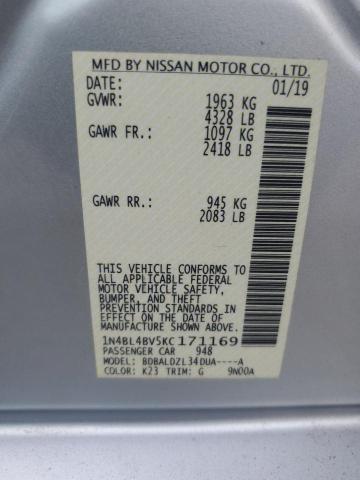 MFD BY NISSAN MOTOR CO., LTD.
DATE: 01/19
GVWR: 1963 KG
4328 LB
GAWR FR.: 1097 KG
2418 LB
GAWR RR.: 945 KG
2083 LB
THIS VEHICLE CONFORMS TO
ALL APPLICABLE FEDERAL
MOTOR VEHICLE SAFETY,
BUMPER, AND THEFT
PREVENTION STANDARDS
IN EFFECT ON THE DATE OF
MANUFACTURE SHOWN ABOVE.
1N4BL4BV5KC171169
PASSENGER CAR 948
MODEL: BDBALDZL34DUA----A
COLOR: K23 TRIM: G 9N00A